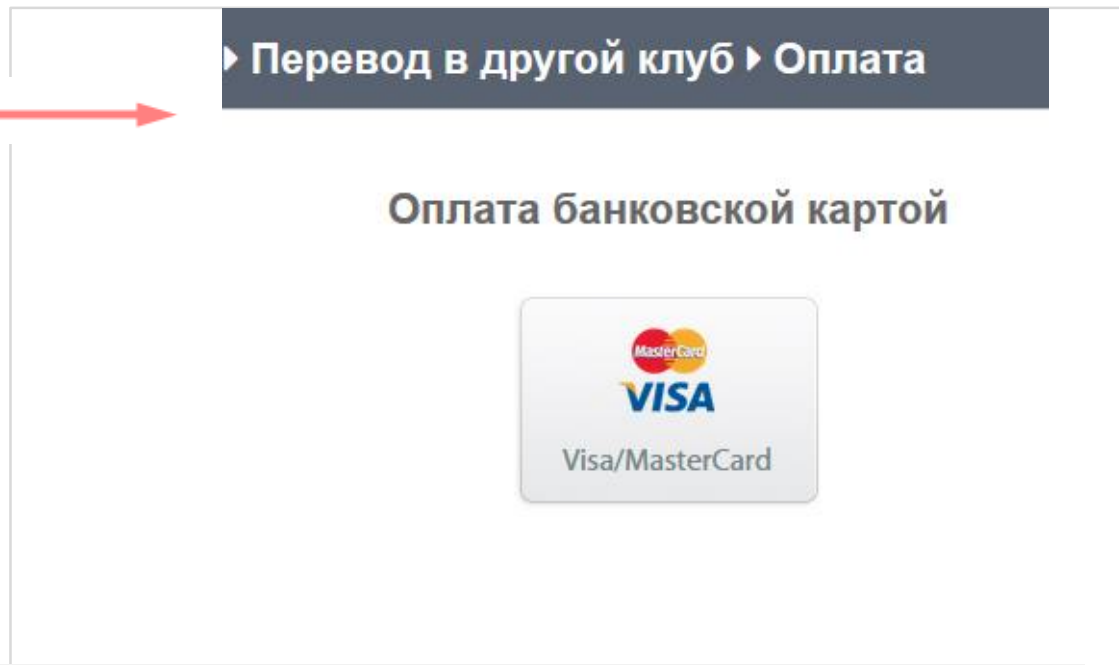 Перевод в другой клуб Оплата
Оплата банковской картой
MasterCard
VISA
Visa/MasterCard